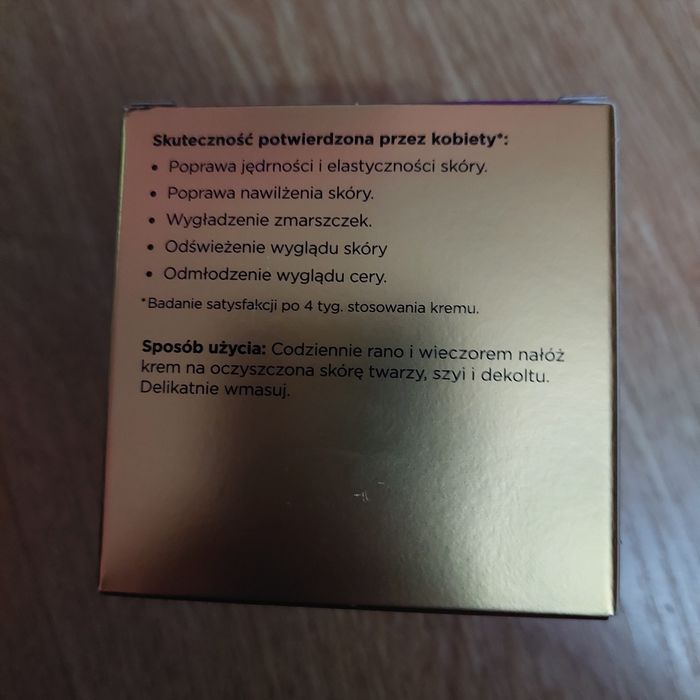 Skuteczność potwierdzona przez kobiety*:
• Poprawa jędrności i elastyczności skóry.
• Poprawa nawilżenia skóry.
• Wygładzenie zmarszczek.
• Odświeżenie wyglądu skóry
• Odmłodzenie wyglądu cery.
*Badanie satysfakcji po 4 tyg. stosowania kremu.
Sposób użycia: Codziennie rano i wieczorem nałóż
krem na oczyszczona skórę twarzy, szyi i dekoltu.
Delikatnie wmasuj.